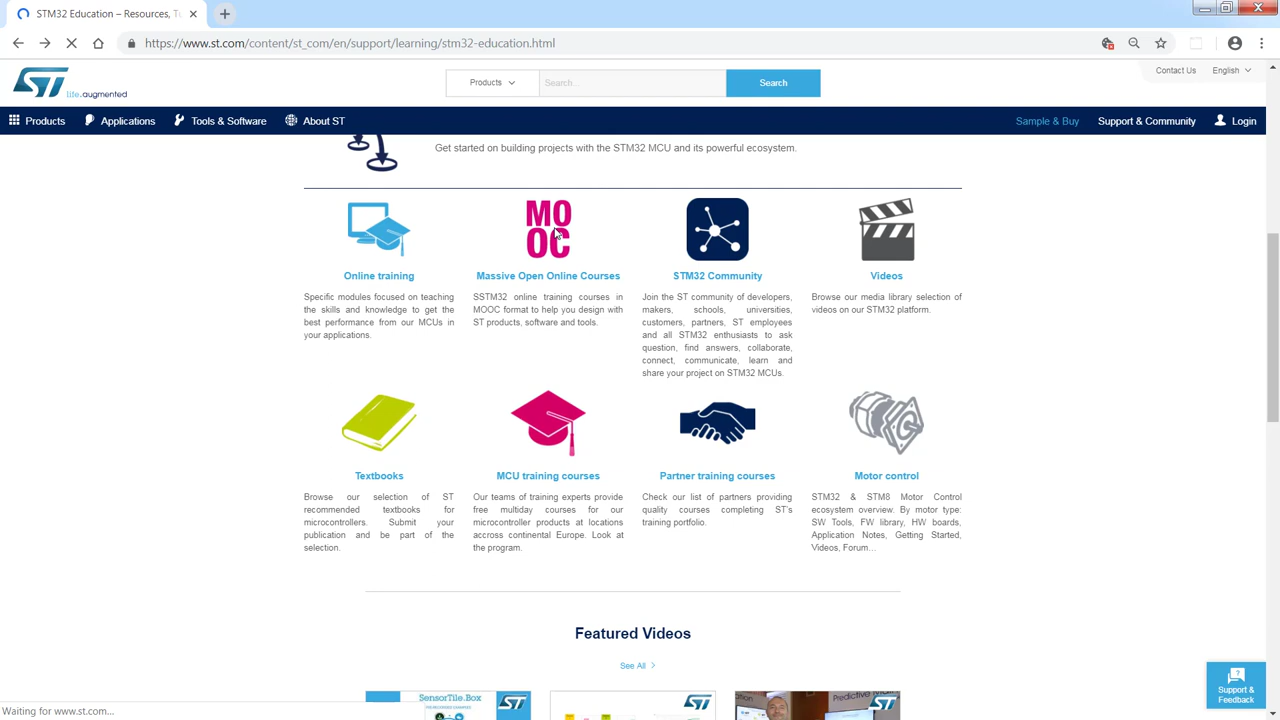 STM32 Education – Resources, T
https://www.st.com/content/st_com/en/support/learning/stm32-education.html
ST life.augmented
Products
Search...
Search
Contact Us
English
Products
Applications
Tools & Software
About ST
Sample & Buy
Support & Community
Login
Get started on building projects with the STM32 MCU and its powerful ecosystem.
MO
OC
Online training
Specific modules focused on teaching
the skills and knowledge to get the
best performance from our MCUs in
your applications.
Massive Open Online Courses
SSTM32 online training courses in
MOOC format to help you design with
ST products, software and tools.
STM32 Community
Join the ST community of developers,
makers, schools, universities,
customers, partners, ST employees
and all STM32 enthusiasts to ask
question, find answers, collaborate,
connect, communicate, learn and
share your project on STM32 MCUs.
Videos
Browse our media library selection of
videos on our STM32 platform.
Textbooks
Browse our selection of ST
recommended textbooks for
microcontrollers. Submit your
publication and be part of the
selection.
MCU training courses
Our teams of training experts provide
free multiday courses for our
microcontroller products at locations
accross continental Europe. Look at
the program.
Partner training courses
Check our list of partners providing
quality courses completing ST's
training portfolio.
Motor control
STM32 & STM8 Motor Control
ecosystem overview. By motor type:
SW Tools, FW library, HW boards,
Application Notes, Getting Started,
Videos, Forum...
Featured Videos
See All
SensorTile.Box
ST
ST
Predictive
ST
Support &
Feedback
Waiting for www.st.com...